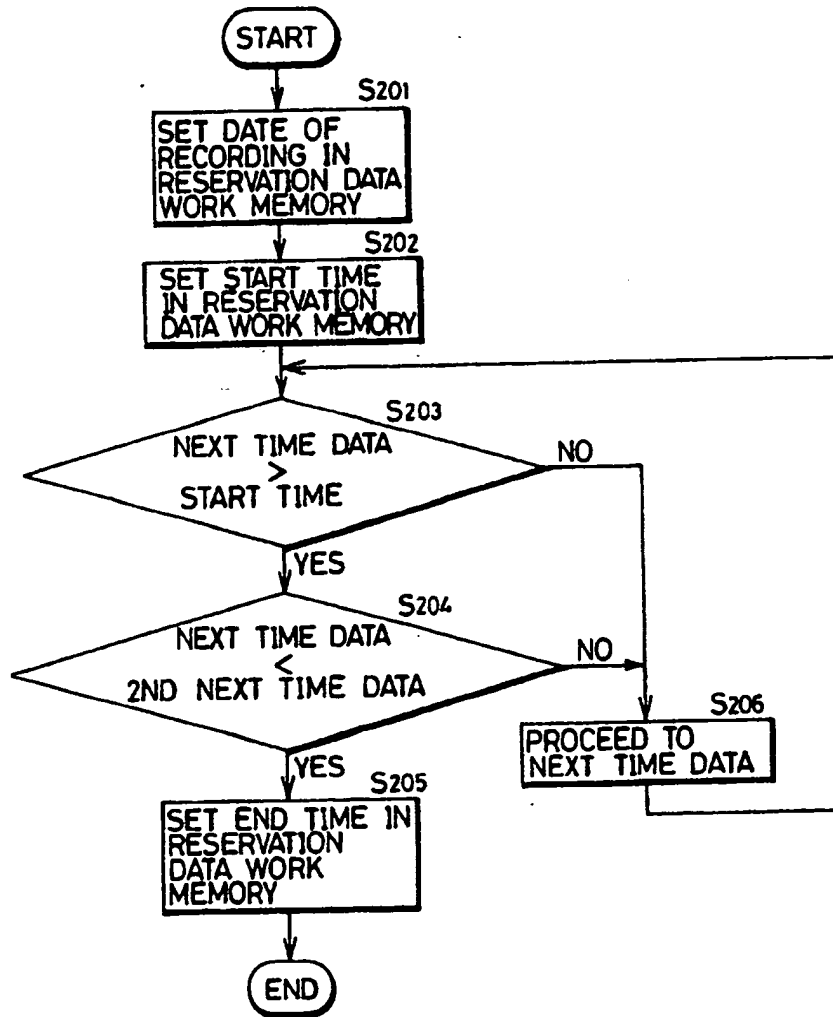 START
S201
SET DATE OF
RECORDING IN
RESERVATION DATA
WORK MEMORY
S202
SET START TIME
IN RESERVATION
DATA WORK MEMORY
S203
NEXT TIME DATA
>
START TIME
NO
YES
S204
NEXT TIME DATA
<
2ND NEXT TIME DATA
NO
YES
S206
PROCEED TO
NEXT TIME DATA
S205
SET END TIME IN
RESERVATION
DATA WORK
MEMORY
END